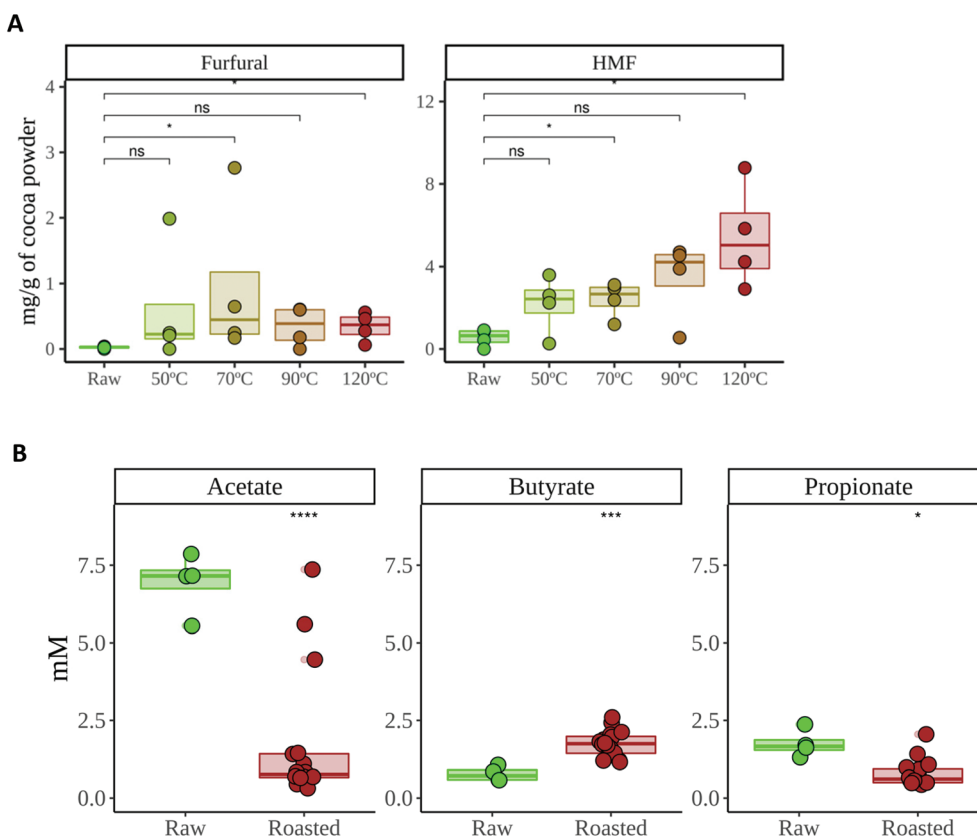 A
Furfural
HMF
mg/g of cocoa powder
4
3
2
1
0
*
ns
*
ns
Raw
50ºC
70ºC
90ºC
120ºC
12
8
4
0
*
ns
*
ns
Raw
50ºC
70ºC
90ºC
120ºC
B
Acetate
Butyrate
Propionate
mM
7.5
5.0
2.5
0.0
****
Raw
Roasted
7.5
5.0
2.5
0.0
***
Raw
Roasted
7.5
5.0
2.5
0.0
*
Raw
Roasted